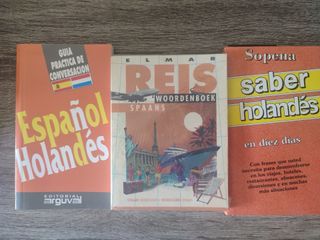 GUIA
PRACTICA DE
CONVERSACION
Español
Holandés
EDITORIAL
arguval
ELMAR
REIS
WOORDENBOEK
SPAANS
Sopena
saber
holandés
en diez días
Con frases que usted
necesita para desenvolverse
en los viajes, hoteles,
restaurantes, almacenes,
diversiones y en muchas
más situaciones